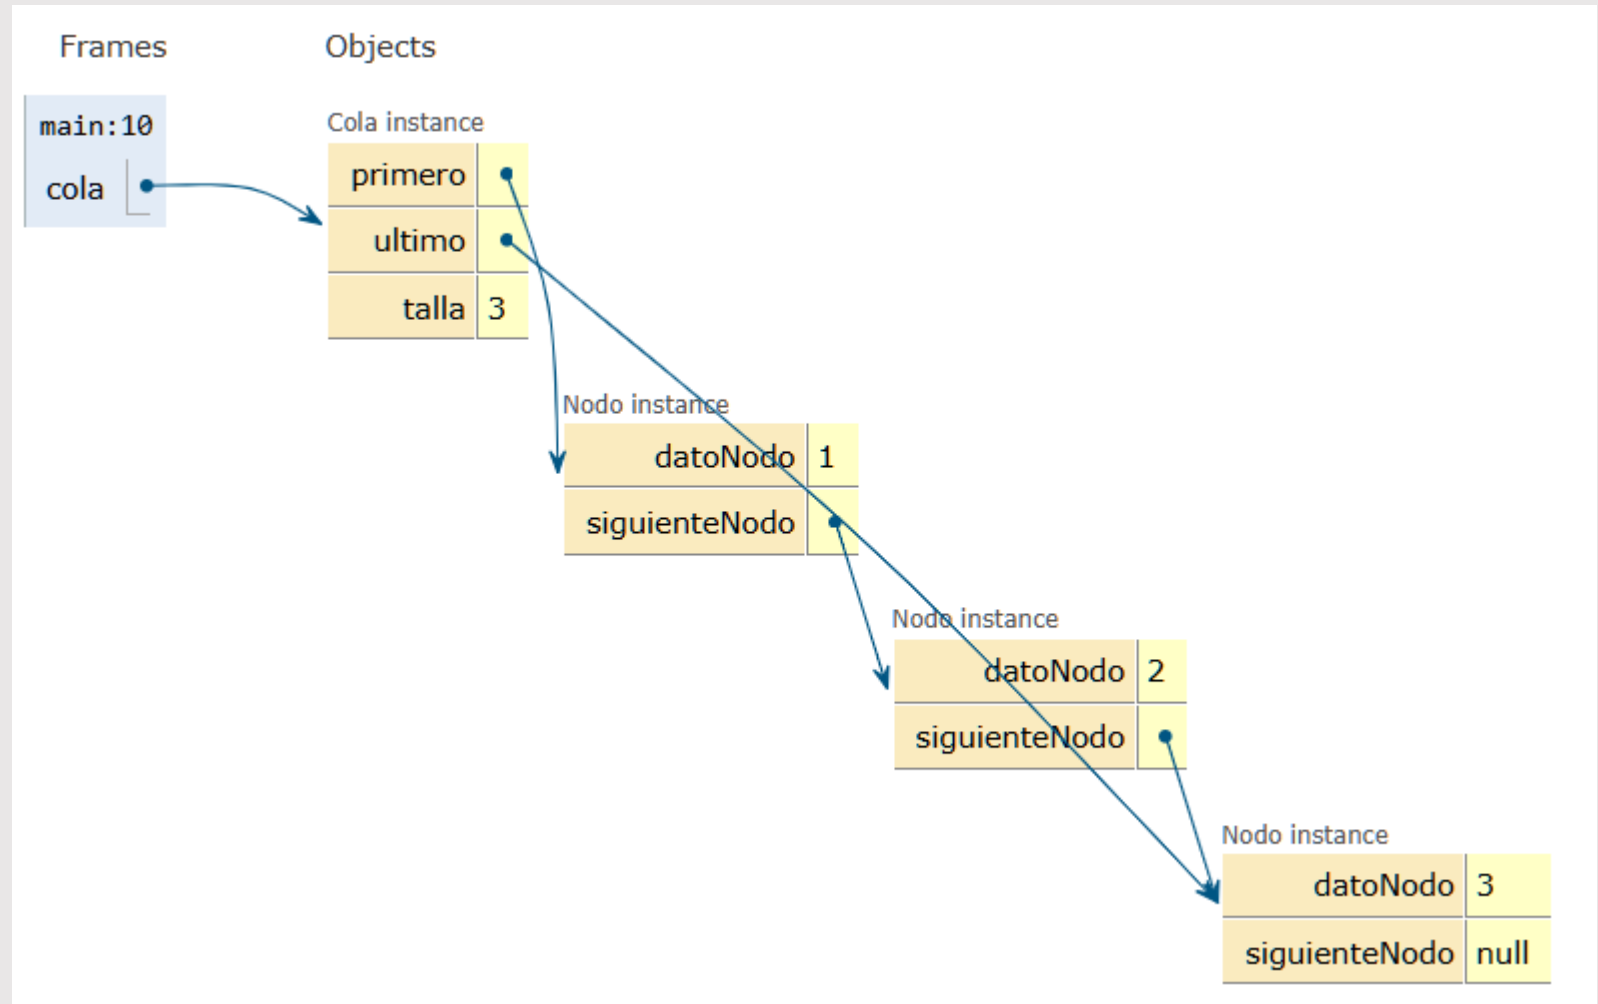 Frames Objects
main:10
cola
Cola instance
primero
ultimo
talla 3
Nodo instance
datoNodo 1
siguienteNodo
Nodo instance
datoNodo 2
siguienteNodo
Nodo instance
datoNodo 3
siguienteNodo null